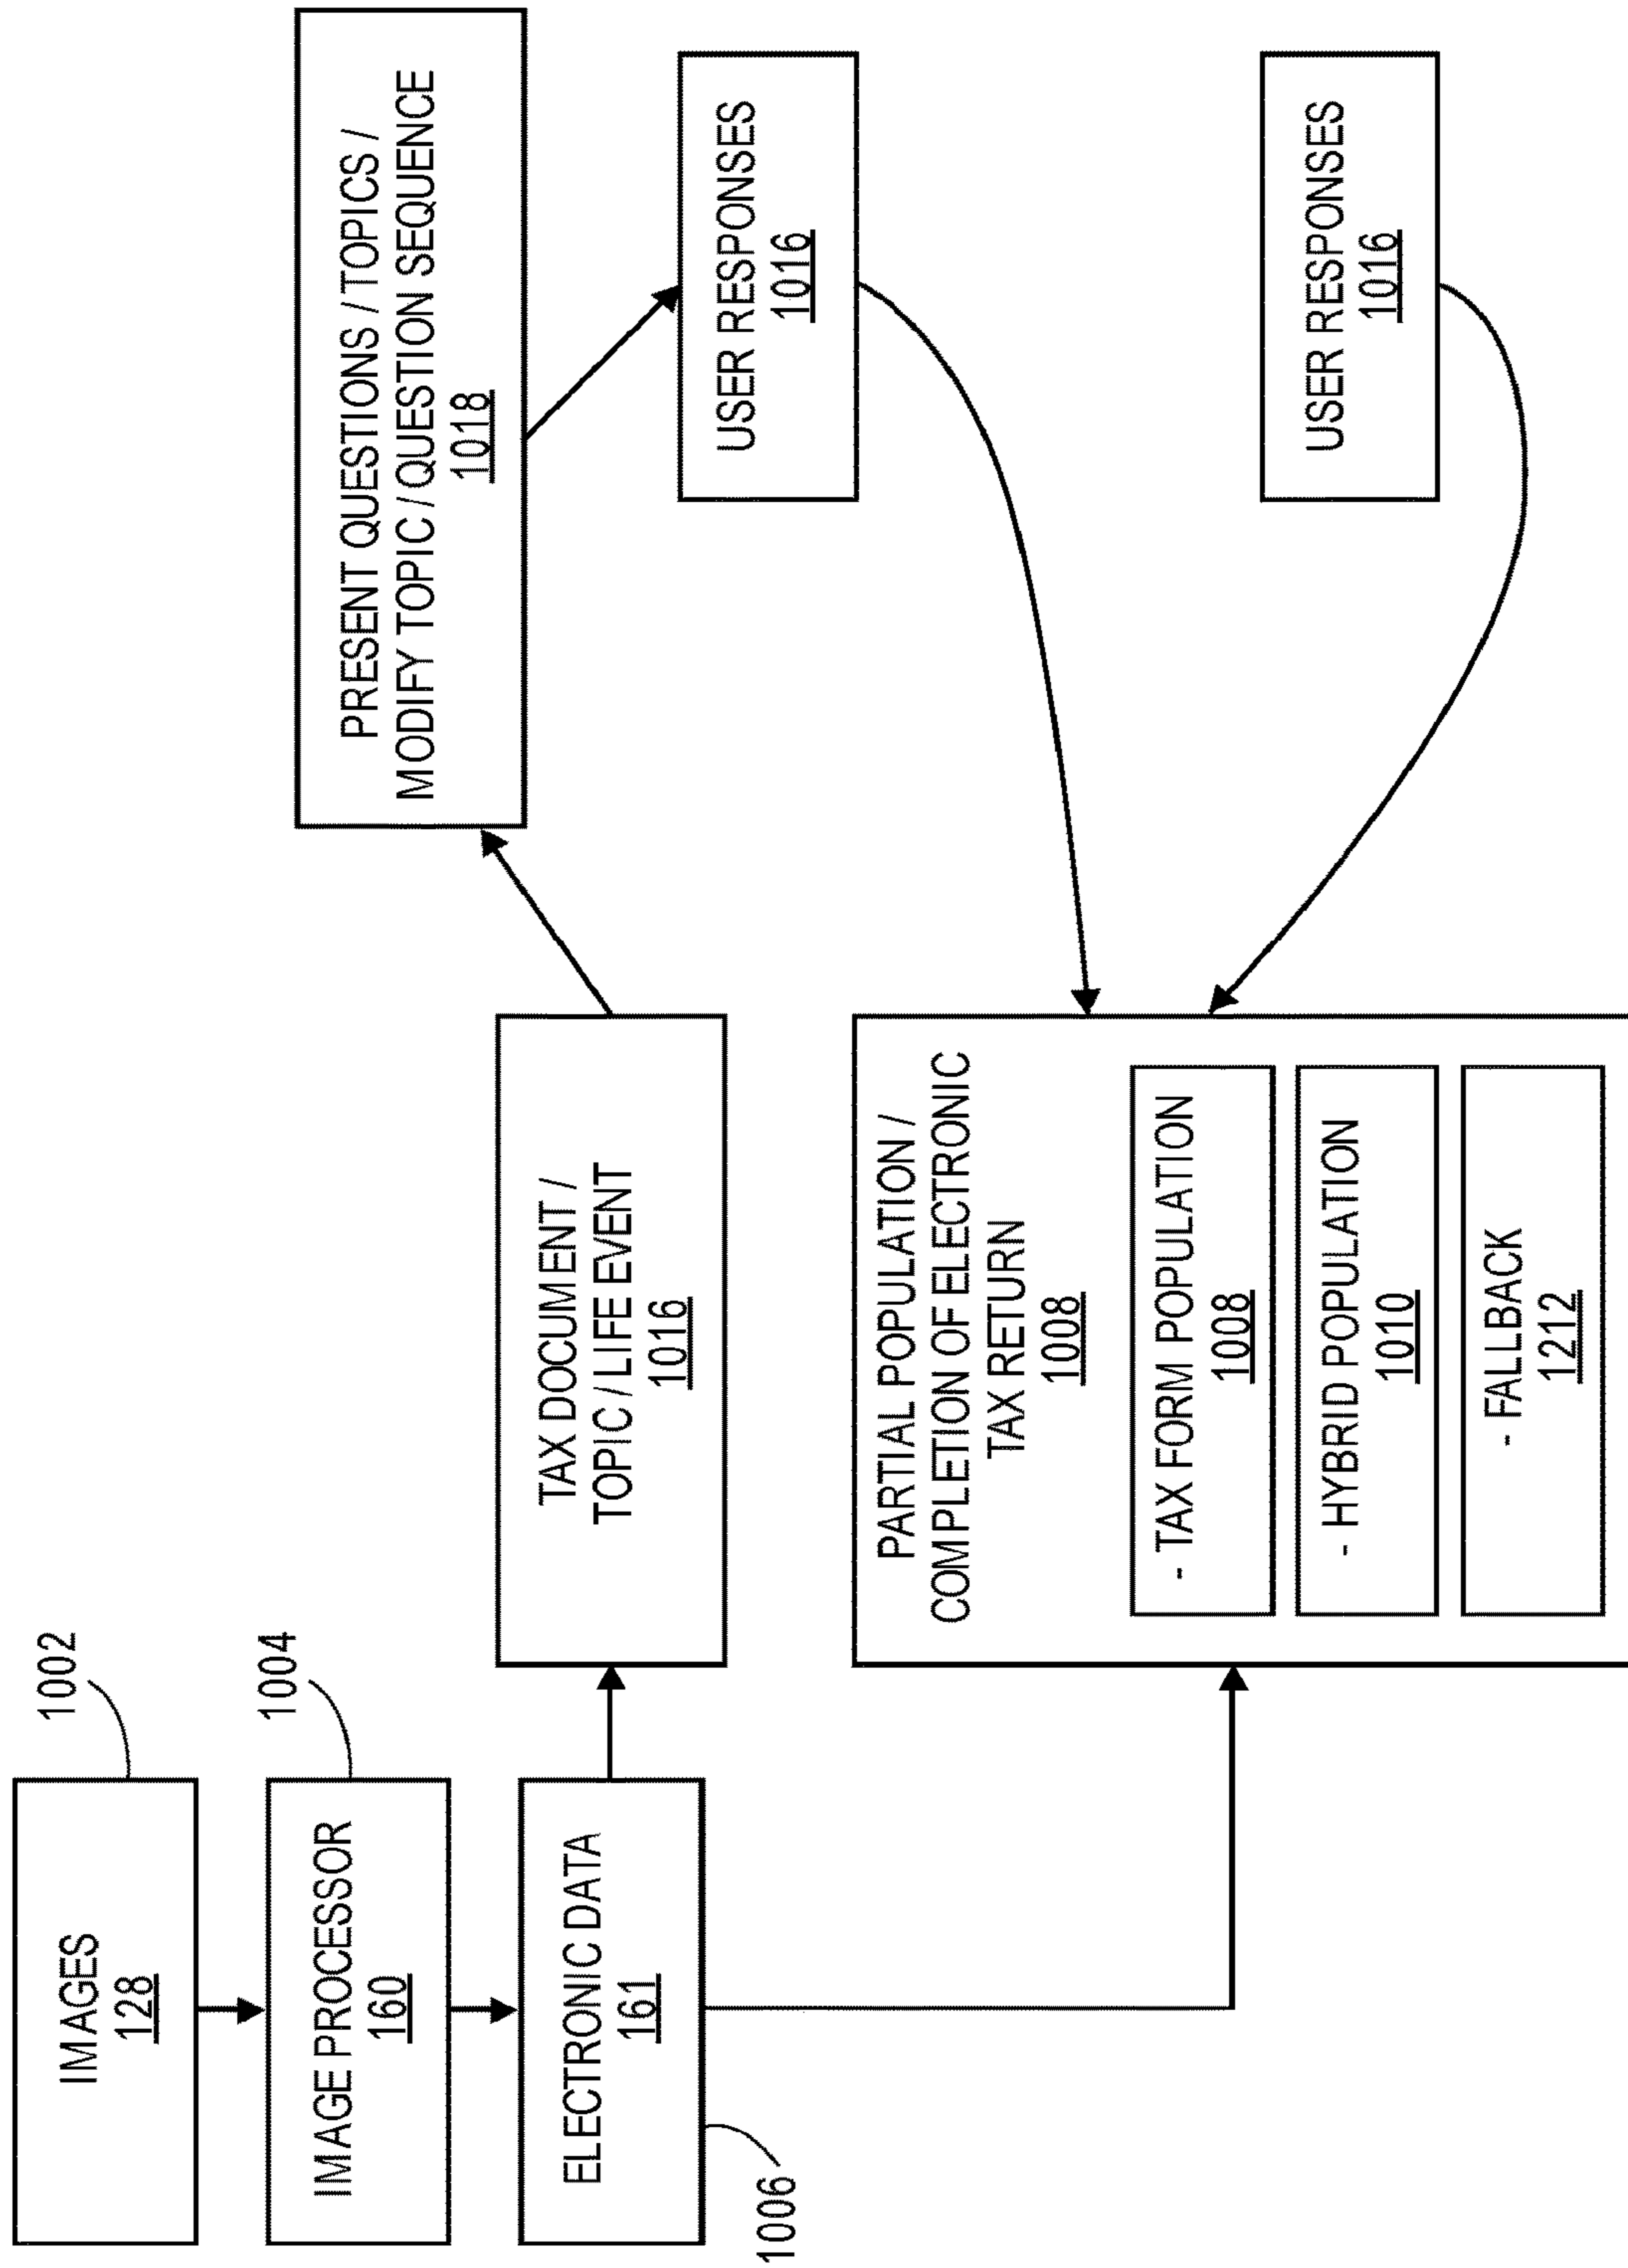 IMAGES
128
1002
IMAGE PROCESSOR
160
1004
ELECTRONIC DATA
161
1006
TAX DOCUMENT /
TOPIC / LIFE EVENT
1016
PRESENT QUESTIONS / TOPICS /
MODIFY TOPIC / QUESTION SEQUENCE
1018
USER RESPONSES
1016
PARTIAL POPULATION /
COMPLETION OF ELECTRONIC
TAX RETURN
1008
- TAX FORM POPULATION
1008
- HYBRID POPULATION
1010
- FALLBACK
1212
USER RESPONSES
1016